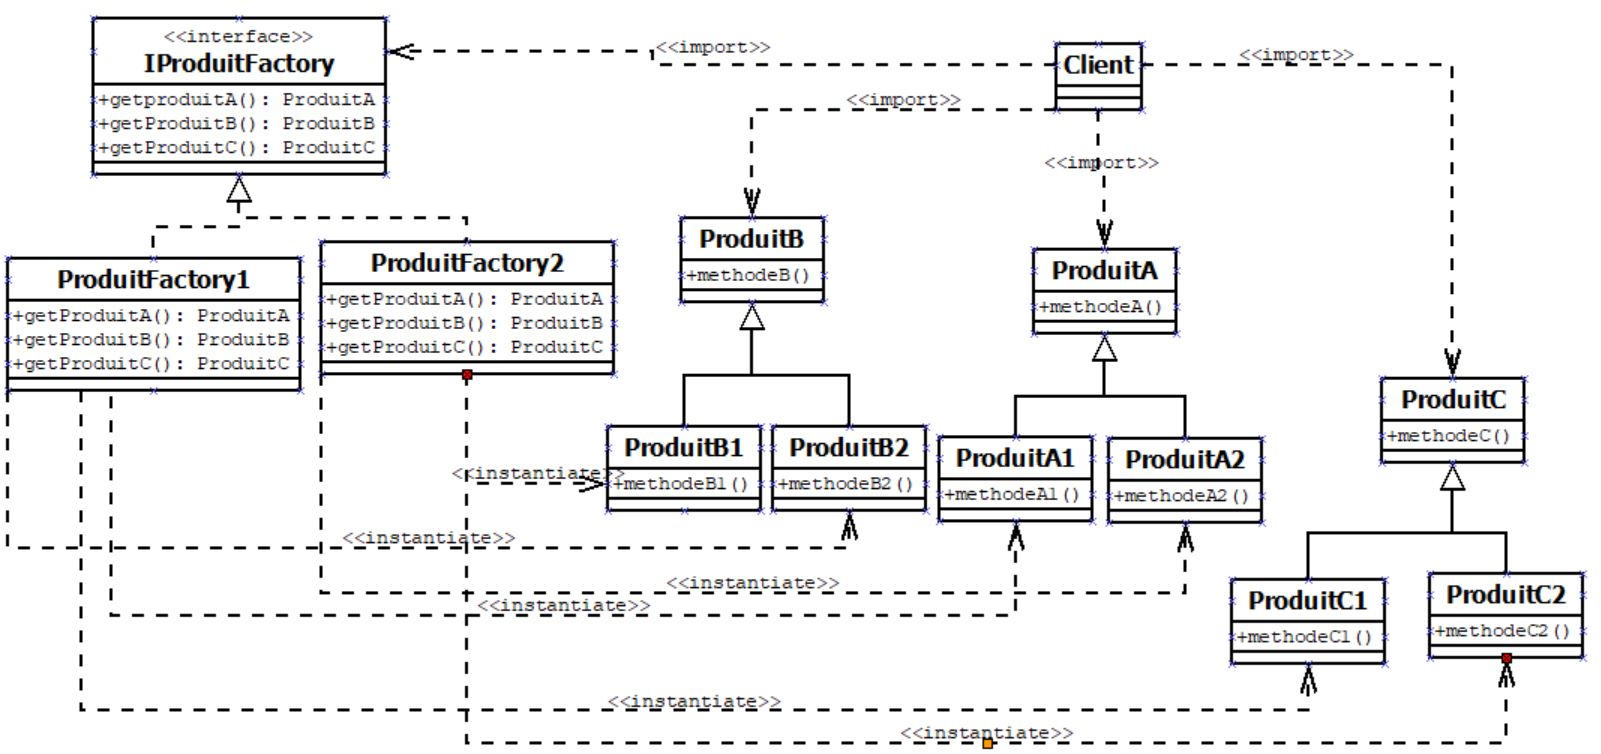 <<interface>>
IProduitFactory
+getproduitA(): ProduitA
+getProduitB(): ProduitB
+getProduitC(): ProduitC
<<import>>
Client
<<import>>
<<import>>
<<import>>
ProduitFactory1
+getProduitA(): ProduitA
+getProduitB(): ProduitB
+getProduitC(): ProduitC
ProduitFactory2
+getProduitA(): ProduitA
+getProduitB(): ProduitB
+getProduitC(): ProduitC
ProduitB
+methodeB()
ProduitA
+methodeA()
ProduitC
+methodeC()
ProduitB1
+methodeB1()
ProduitB2
+methodeB2()
ProduitA1
+methodeA1()
ProduitA2
+methodeA2()
<<instantiate>>
<<instantiate>>
<<instantiate>>
<<instantiate>>
ProduitC1
+methodeC1()
ProduitC2
+methodeC2()
<<instantiate>>
<<instantiate>>